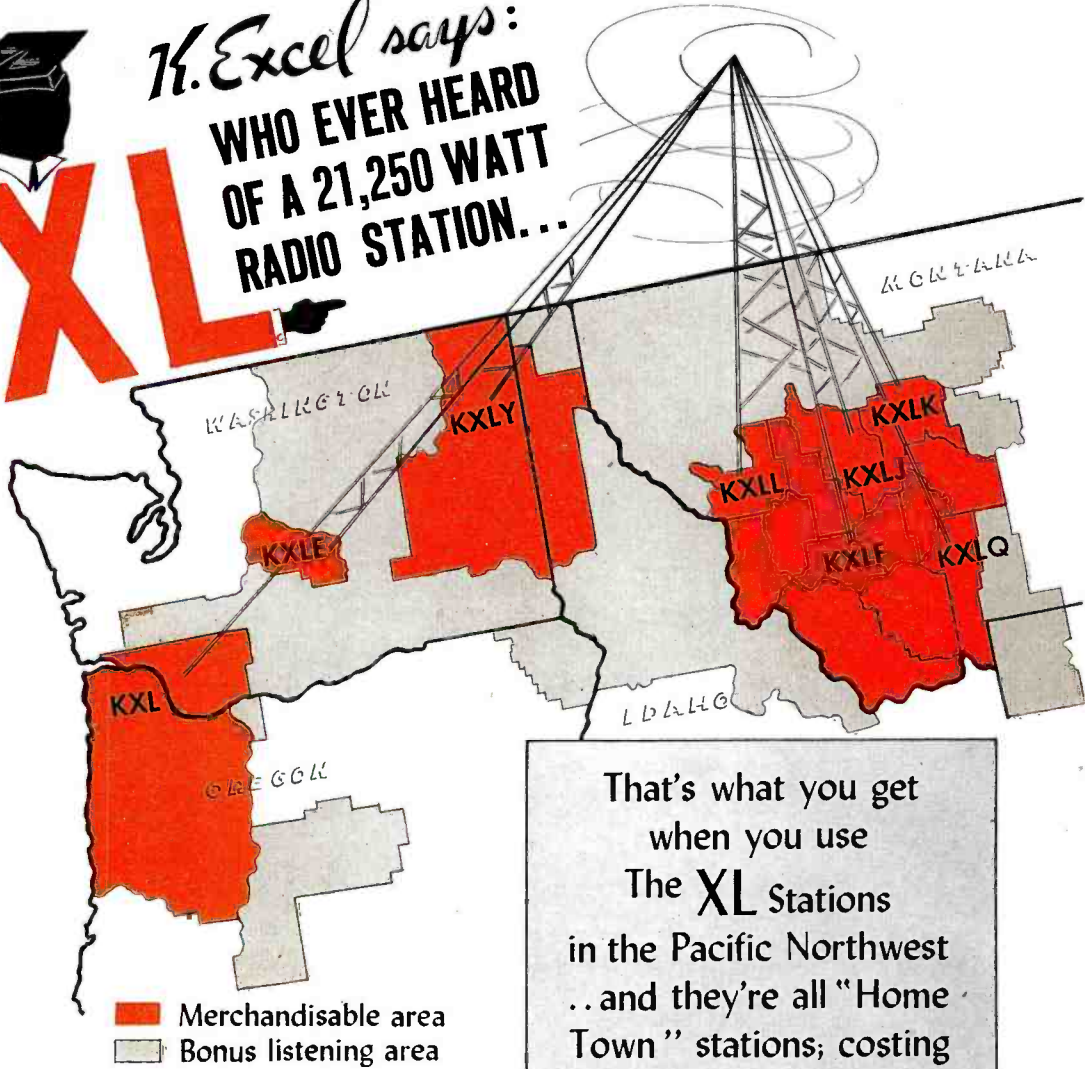 K. Excel says:
WHO EVER HEARD
OF A 21,250 WATT
RADIO STATION...
XL
MONTANA
WASHINGTON
KXLY
KXLK
KXLL
KXLJ
KXLE
KXLF
KXLQ
KXL
IDAHO
OREGON
That's what you get
when you use
The XL Stations
in the Pacific Northwest
..and they're all "Home
Town" stations; costing
Merchandisable area
Bonus listening area